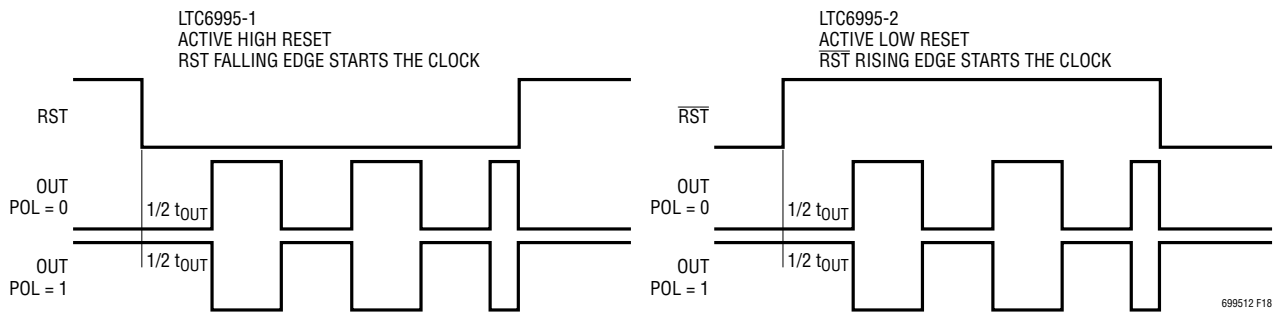 LTC6995-1
ACTIVE HIGH RESET
RST FALLING EDGE STARTS THE CLOCK
RST
OUT
POL = 0
1/2 tOUT
1/2 tOUT
OUT
POL = 1
LTC6995-2
ACTIVE LOW RESET
R̅S̅T̅ RISING EDGE STARTS THE CLOCK
R̅S̅T̅
OUT
POL = 0
1/2 tOUT
1/2 tOUT
OUT
POL = 1
699512 F18